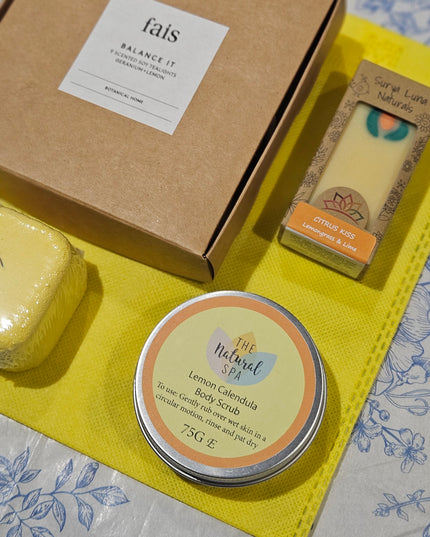 fais
BALANCE IT
9 SCENTED SOY TEALIGHTS
GERANIUM + LEMON
BOTANICAL HOME
Surya Luna
Naturals
CITRUS KISS
Lemongrass & Lime
THE
Natural
SPA
Lemon Calendula
Body Scrub
To use: Gently rub over wet skin in a
circular motion, rinse and pat dry
75G E